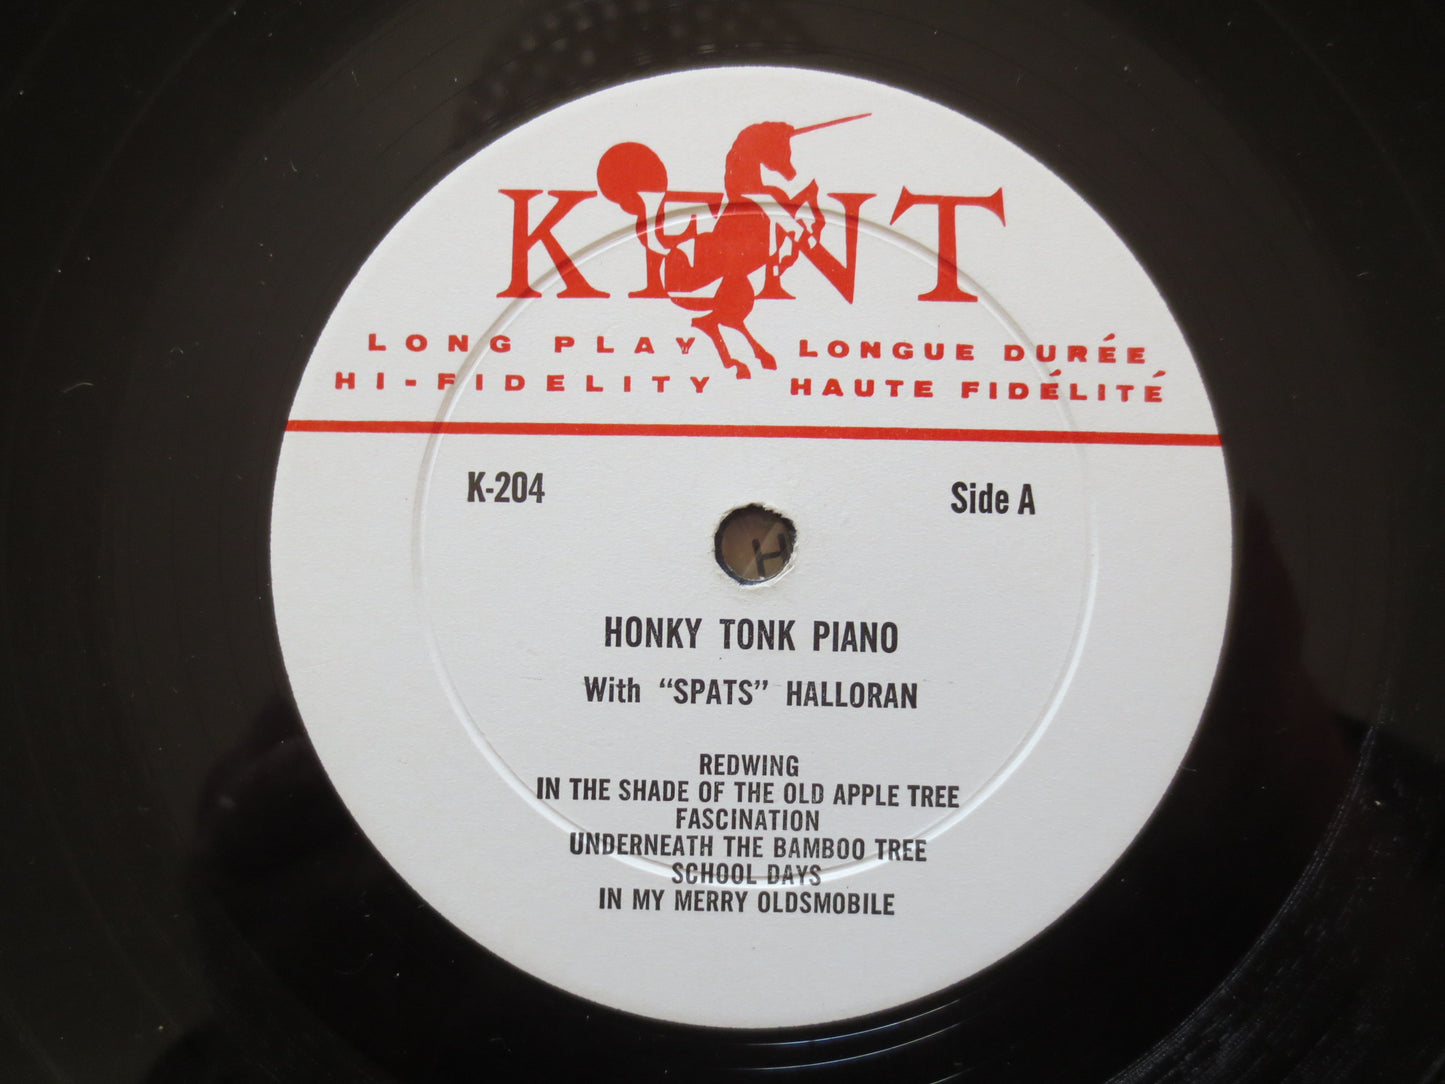 KENT
LONG PLAY LONGUE DURÉE
HI-FIDELITY HAUTE FIDÉLITÉ
K-204 Side A
H
HONKY TONK PIANO
With “SPATS” HALLORAN
REDWING
IN THE SHADE OF THE OLD APPLE TREE
FASCINATION
UNDERNEATH THE BAMBOO TREE
SCHOOL DAYS
IN MY MERRY OLDSMOBILE